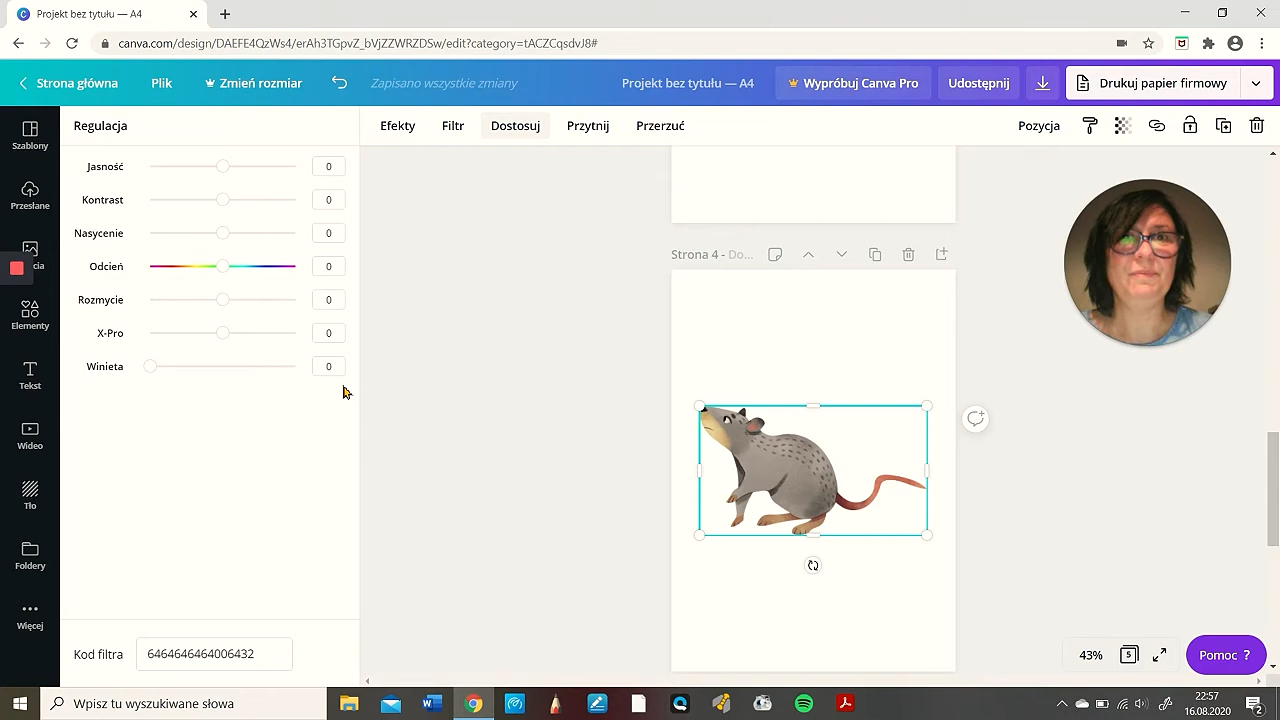 Projekt bez tytułu — A4
canva.com/design/DAEFE4QzWs4/erAh3TGpvZ_bVjZZWRZDSw/edit?category=tACZCqsdvJ8#
Strona główna Plik Zmień rozmiar Zapisano wszystkie zmiany Projekt bez tytułu — A4 Wypróbuj Canva Pro Udostępnij Drukuj papier firmowy
Regulacja Efekty Filtr Dostosuj Przytnij Przerzuć Pozycja
Szablony
Przesłane
cia
Elementy
Tekst
Wideo
Tło
Foldery
Więcej
Jasność 0
Kontrast 0
Nasycenie 0
Odcień 0
Rozmycie 0
X-Pro 0
Winieta 0
Kod filtra 6464646464006432
Strona 4 - Do...
43% 5 Pomoc ?
Wpisz tu wyszukiwane słowa
22:57
16.08.2020
2